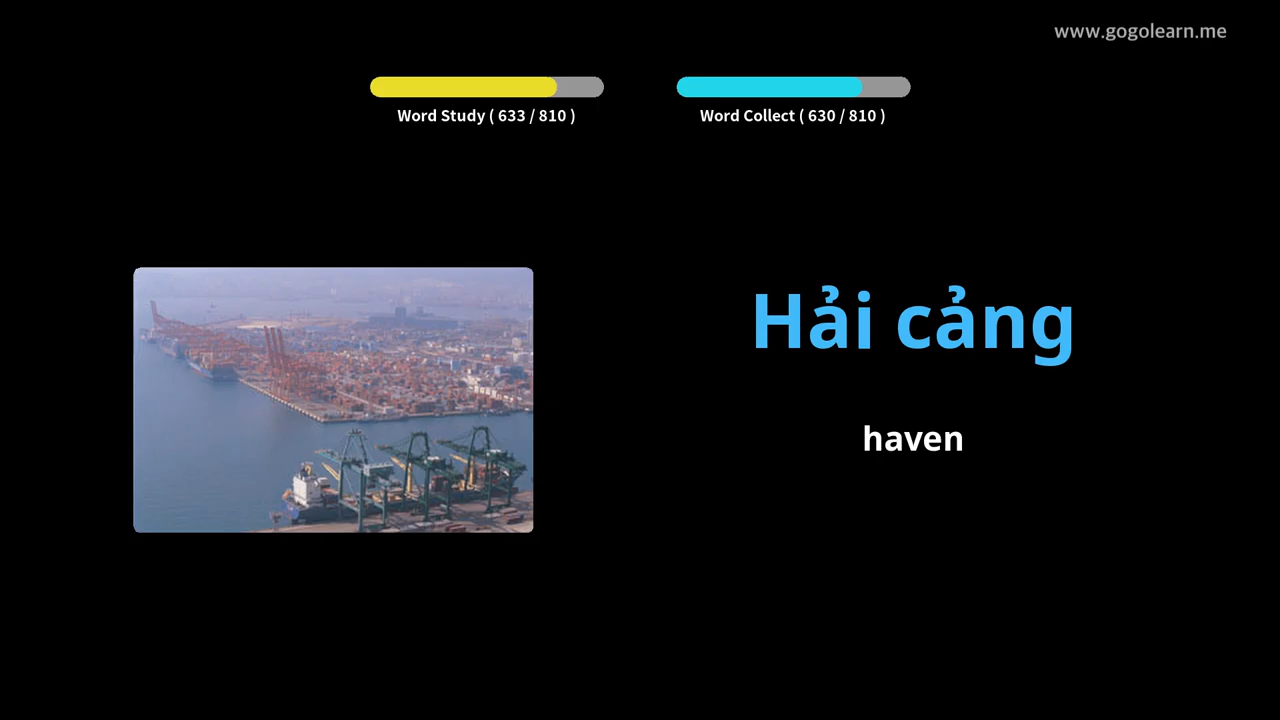 www.gogolearn.me
Word Study ( 633 / 810 )
Word Collect ( 630 / 810 )
Hải cảng
haven